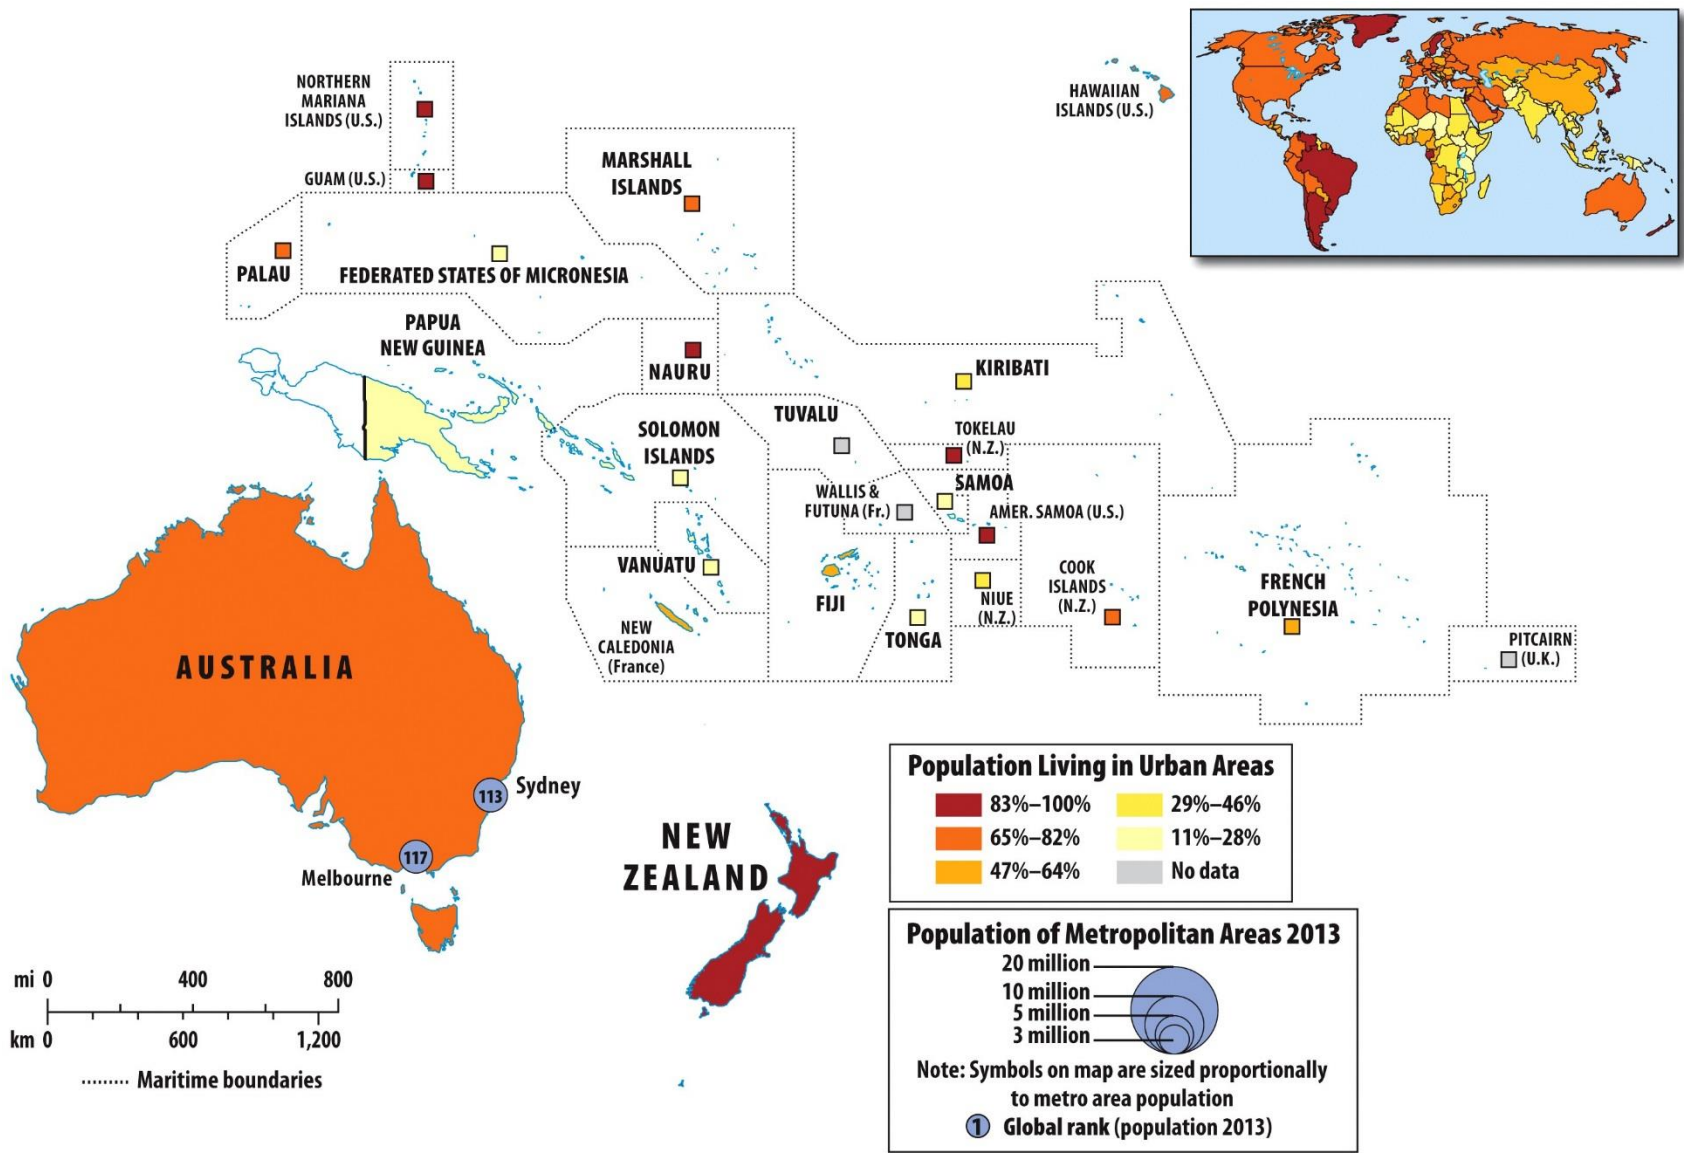 NORTHERN
MARIANA
ISLANDS (U.S.)
GUAM (U.S.)
HAWAIIAN
ISLANDS (U.S.)
MARSHALL
ISLANDS
PALAU
FEDERATED STATES OF MICRONESIA
PAPUA
NEW GUINEA
NAURU
KIRIBATI
TUVALU
TOKELAU
(N.Z.)
SOLOMON
ISLANDS
WALLIS &
FUTUNA (Fr.)
SAMOA
AMER. SAMOA (U.S.)
VANUATU
FIJI
NIUE
(N.Z.)
COOK
ISLANDS
(N.Z.)
FRENCH
POLYNESIA
NEW
CALEDONIA
(France)
TONGA
PITCAIRN
(U.K.)
AUSTRALIA
113
Sydney
117
Melbourne
NEW
ZEALAND
Population Living in Urban Areas
83%–100%
29%–46%
65%–82%
11%–28%
47%–64%
No data
Population of Metropolitan Areas 2013
20 million
10 million
5 million
3 million
Note: Symbols on map are sized proportionally
to metro area population
1 Global rank (population 2013)
mi 0 400 800
km 0 600 1,200
Maritime boundaries